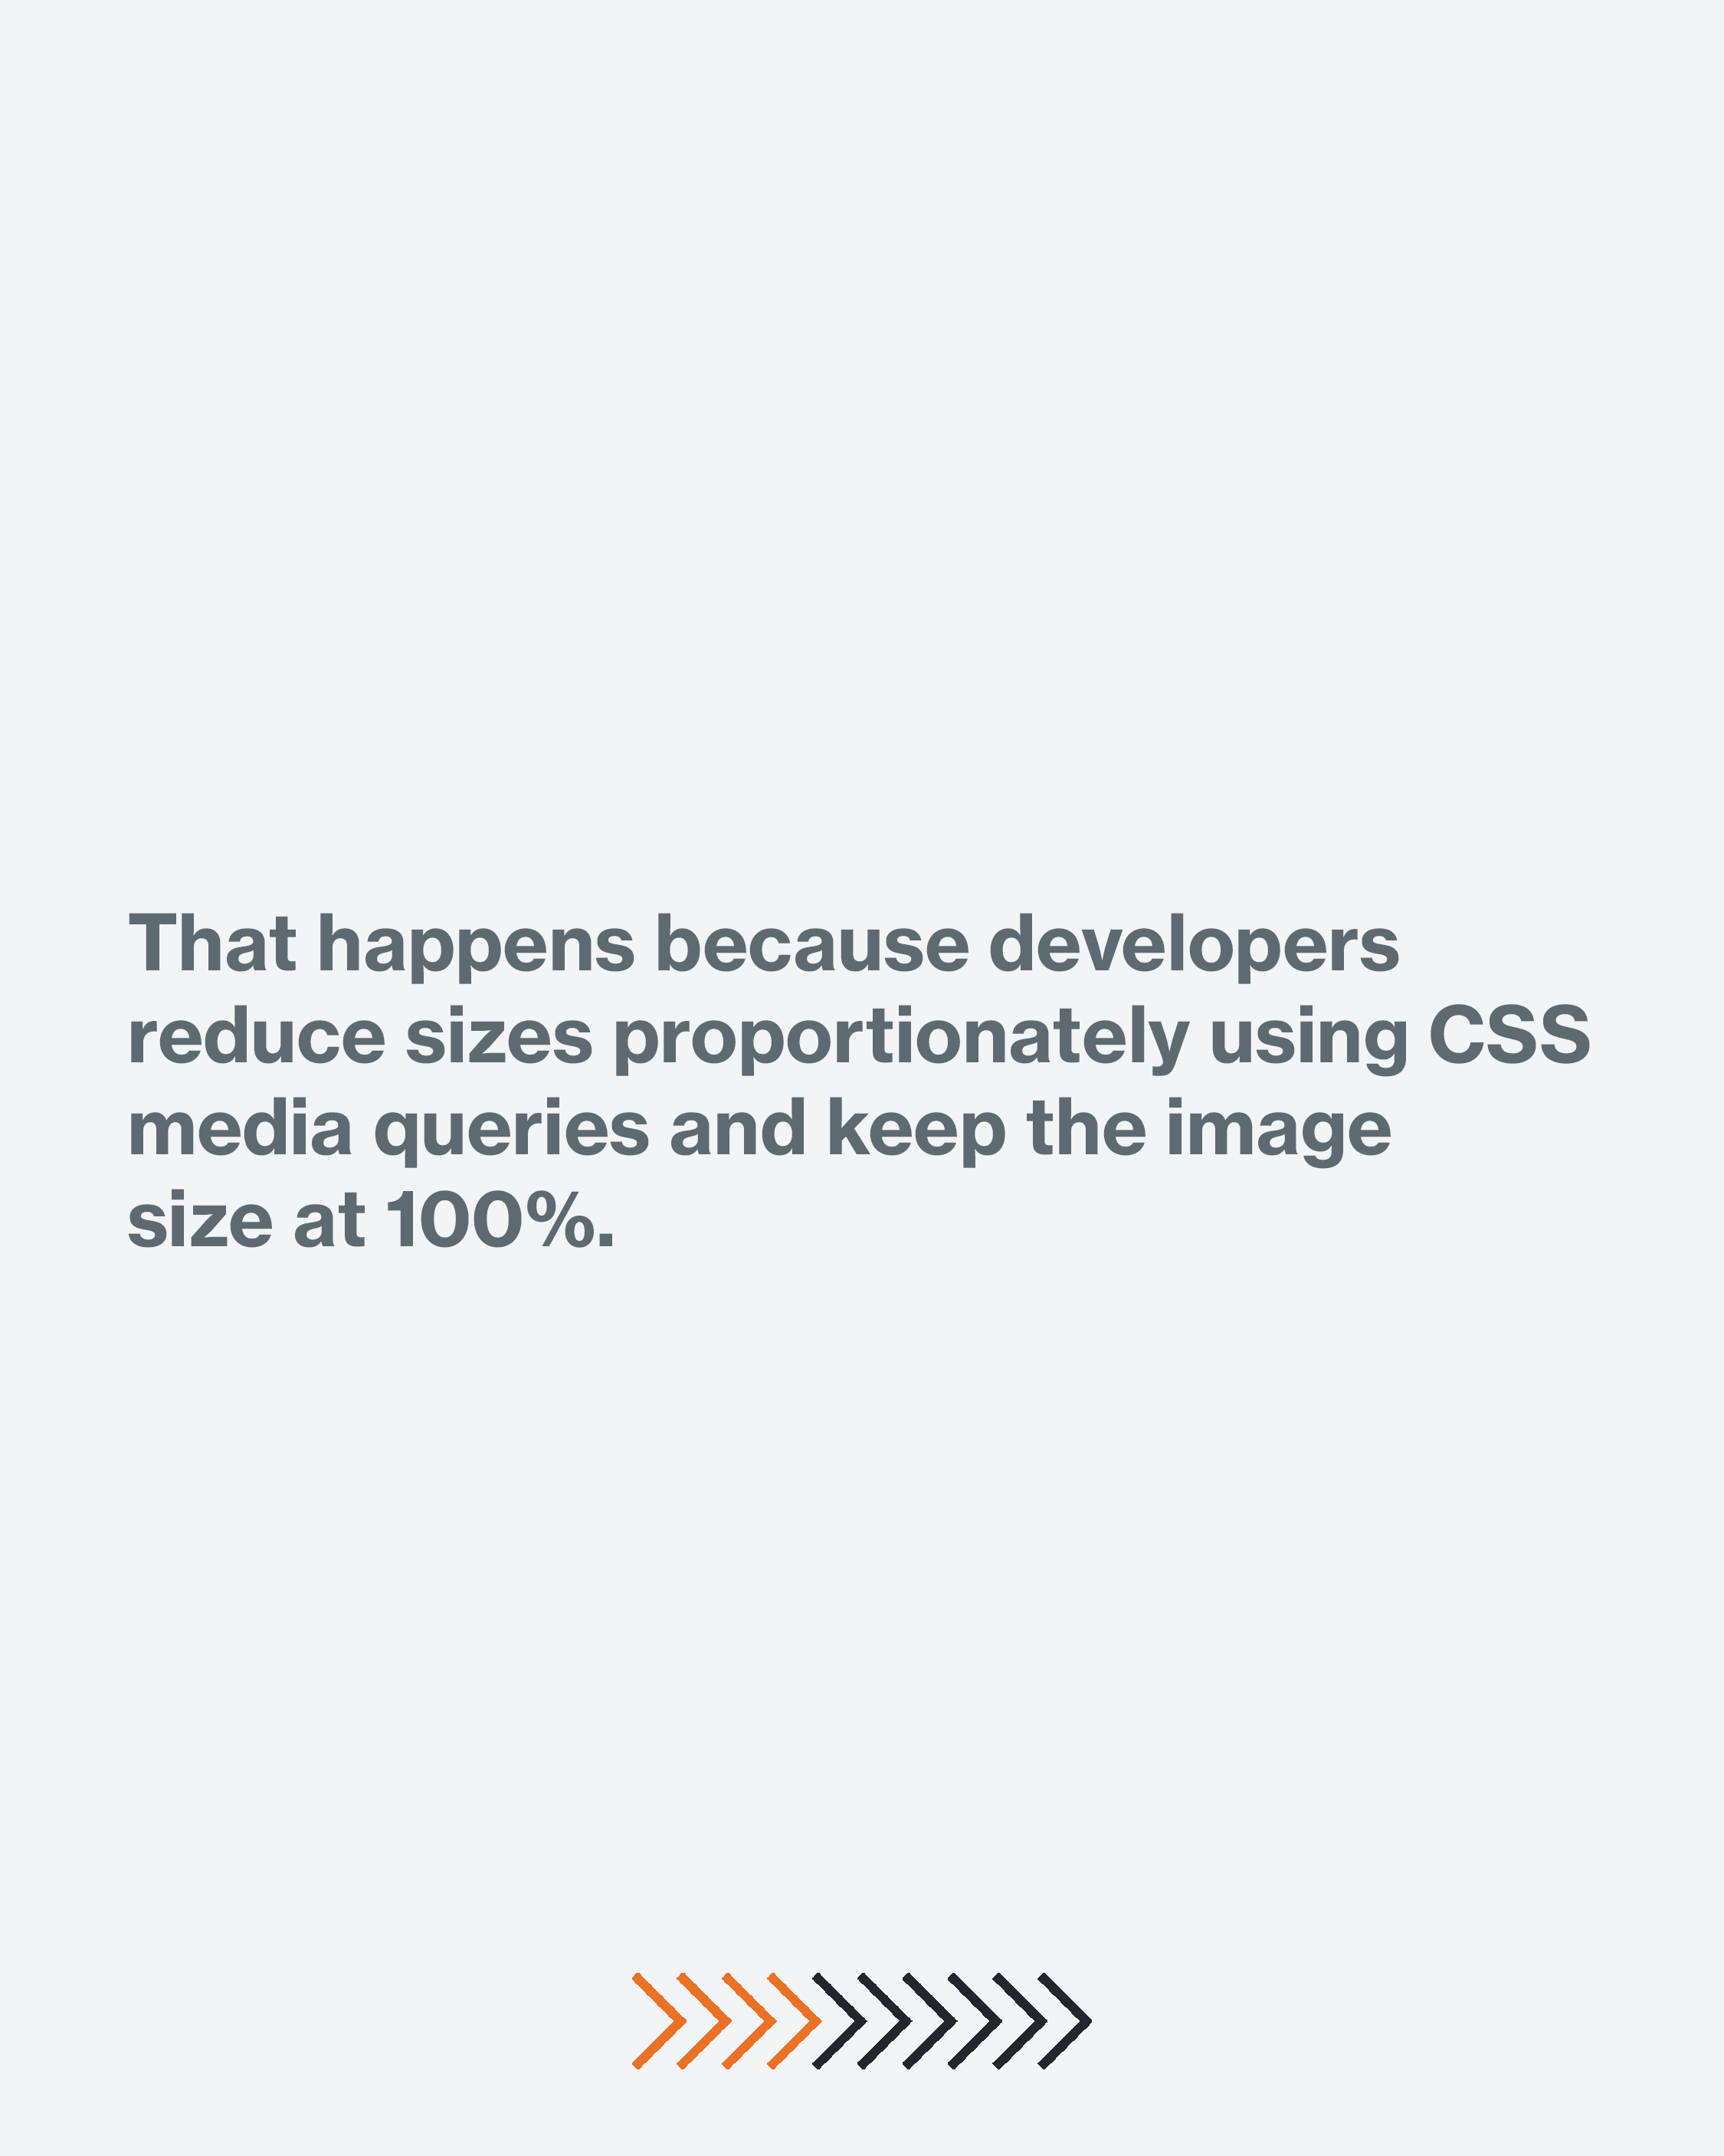 That happens because developers
reduce sizes proportionately using CSS
media queries and keep the image
size at 100%.